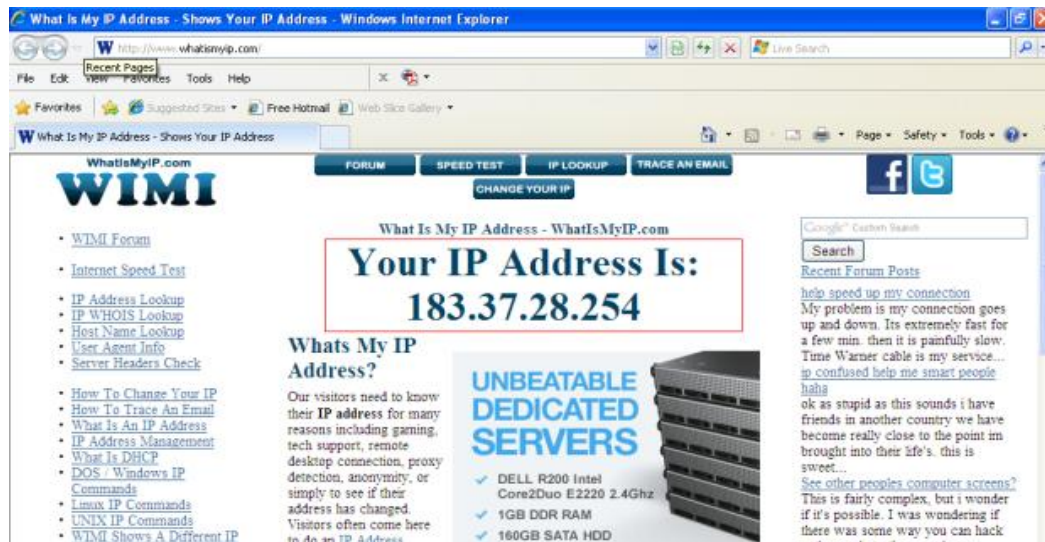 What Is My IP Address - Shows Your IP Address - Windows Internet Explorer
W http://www.whatismyip.com/
Live Search
Recent Pages
File Edit View Favorites Tools Help
x
Favorites
Suggested Sites
Free Hotmail
Web Slice Gallery
W What Is My IP Address - Shows Your IP Address
Page
Safety
Tools
WhatIsMyIP.com
WIMI
FORUM
SPEED TEST
IP LOOKUP
TRACE AN EMAIL
CHANGE YOUR IP
WIMI Forum
Internet Speed Test
IP Address Lookup
IP WHOIS Lookup
Host Name Lookup
User Agent Info
Server Headers Check
How To Change Your IP
How To Trace An Email
What Is An IP Address
IP Address Management
What Is DHCP
DOS / Windows IP
Commands
Linux IP Commands
UNIX IP Commands
WIMI Shows A Different IP
What Is My IP Address - WhatIsMyIP.com
Your IP Address Is:
183.37.28.254
Whats My IP
Address?
Our visitors need to know
their IP address for many
reasons including gaming,
tech support, remote
desktop connection, proxy
detection, anonymity, or
simply to see if their
address has changed.
Visitors often come here
to do an IP Address
UNBEATABLE
DEDICATED
SERVERS
DELL R200 Intel
Core2Duo E2220 2.4Ghz
1GB DDR RAM
160GB SATA HDD
Google™ Custom Search
Search
Recent Forum Posts
help speed up my connection
My problem is my connection goes
up and down. Its extremely fast for
a few min. then it is painfully slow.
Time Warner cable is my service...
ip confused help me smart people
haha
ok as stupid as this sounds i have
friends in another country we have
become really close to the point im
brought into their life's. this is
sweet...
See other peoples computer screens?
This is fairly complex, but i wonder
if it's possible. I was wondering if
there was some way you can hack